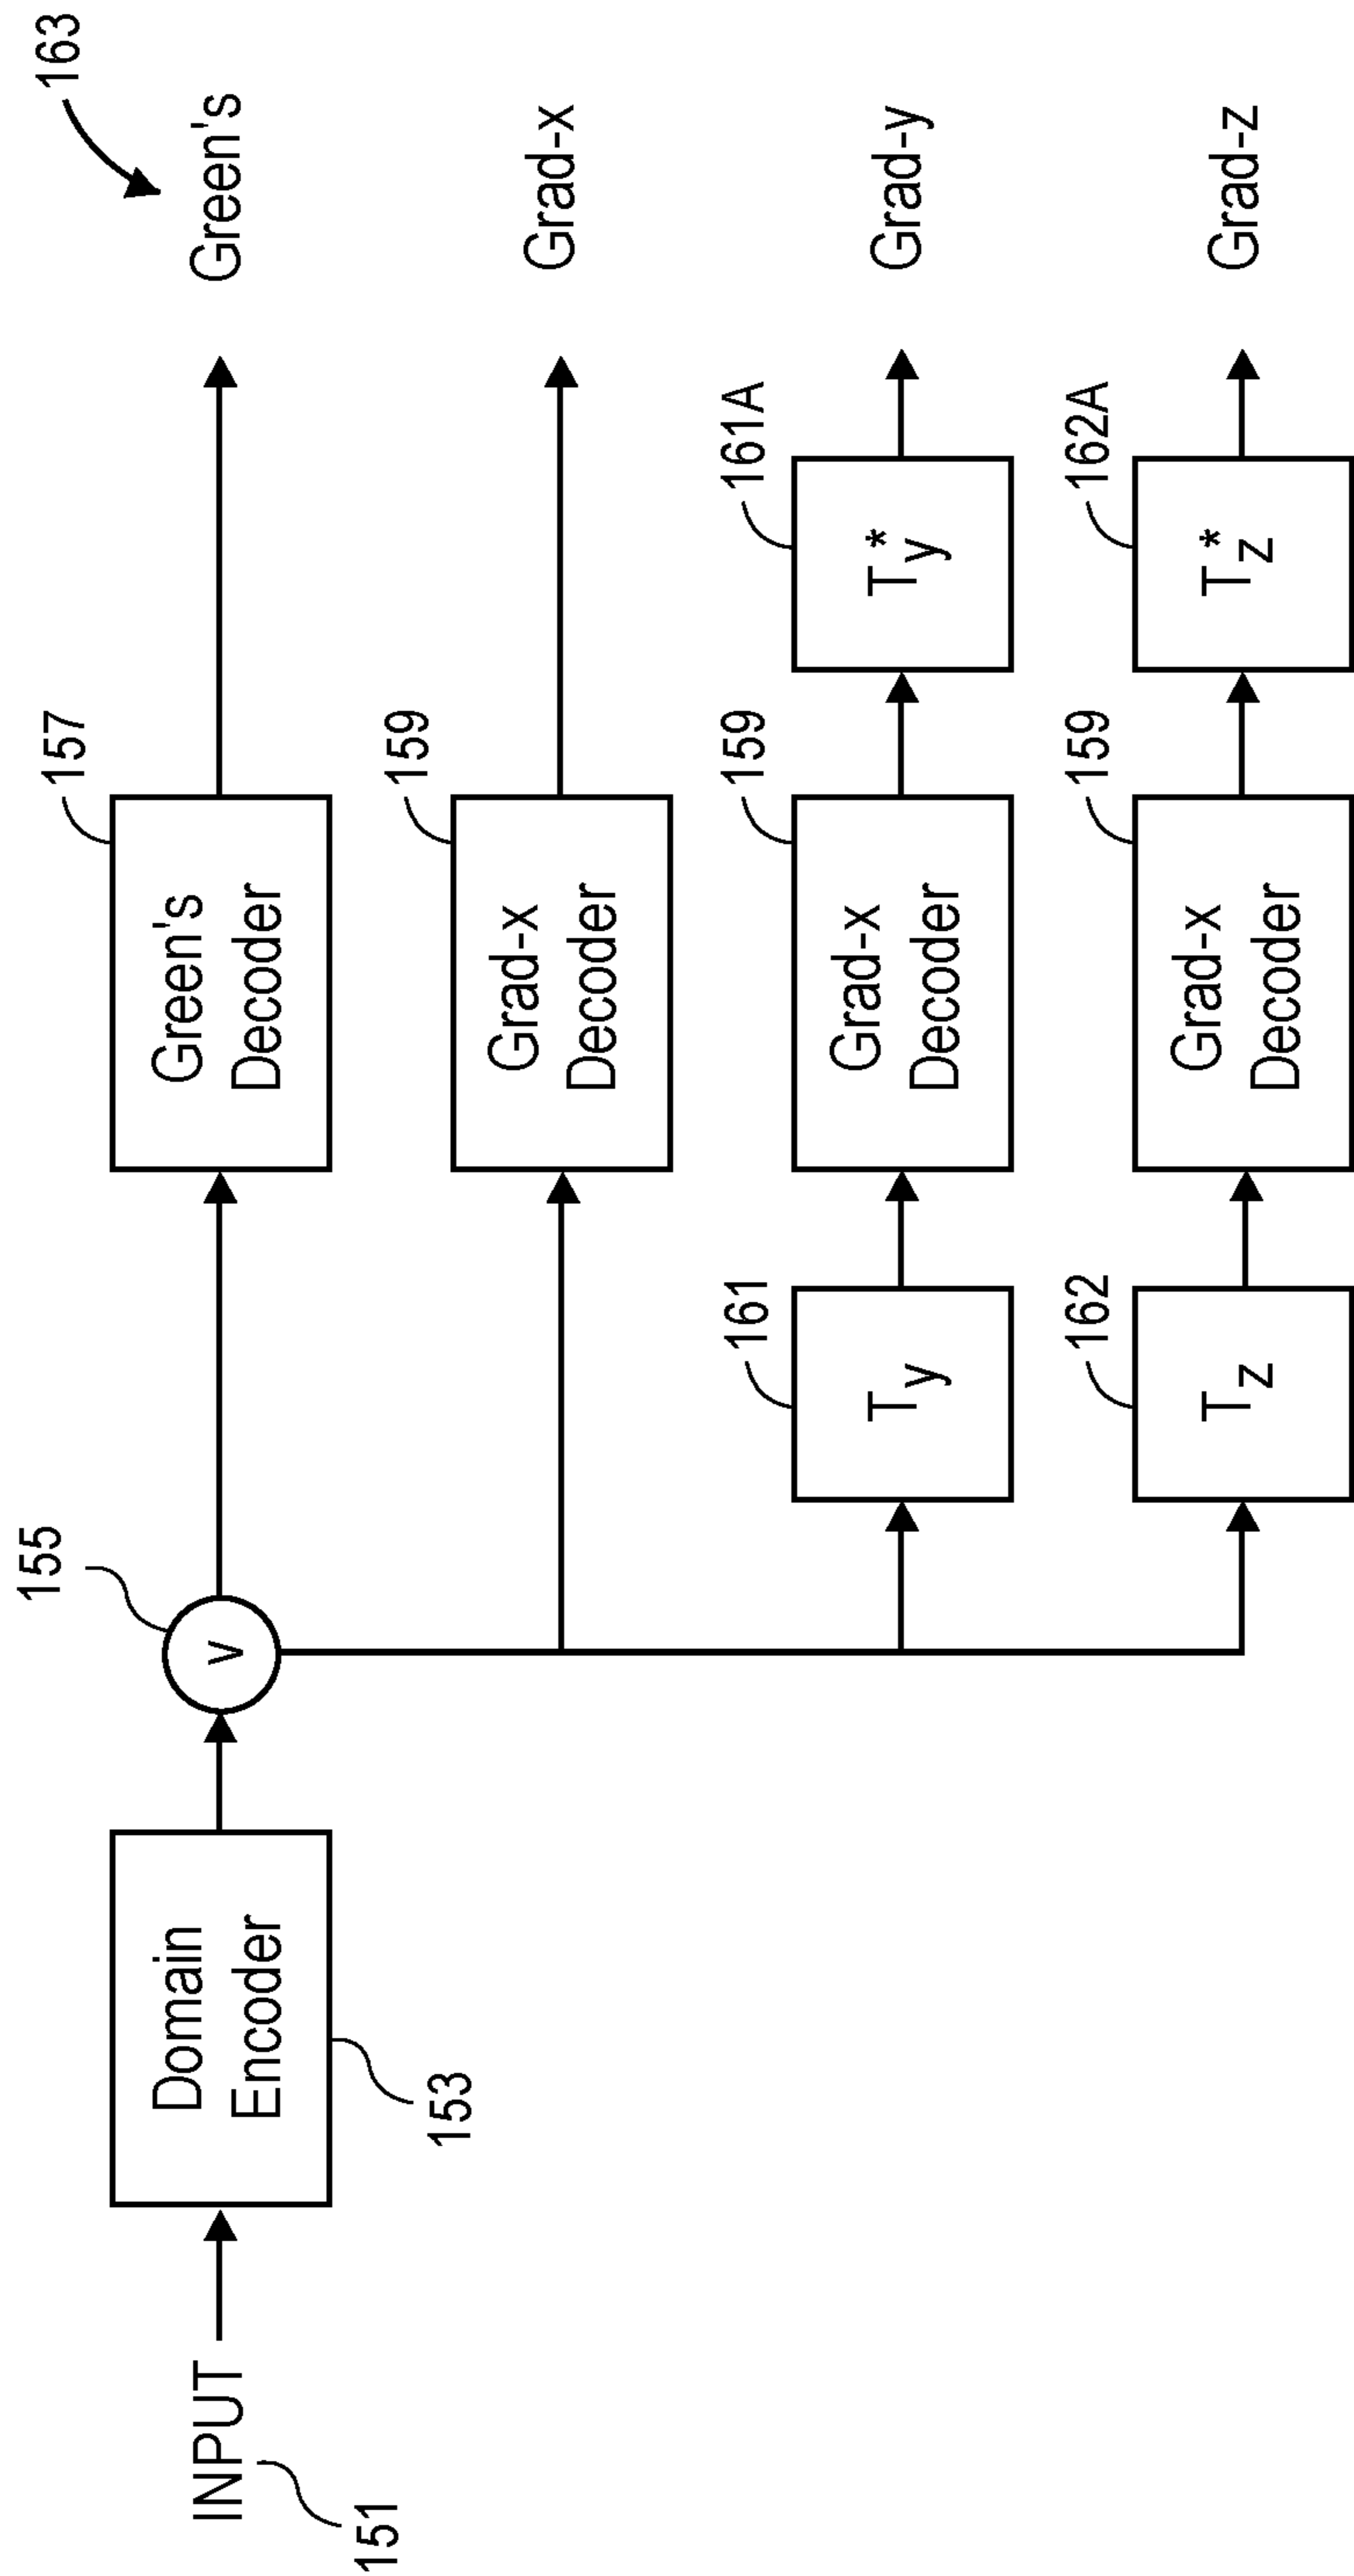 163
Green's
Grad-x
Grad-y
Grad-z
157
159
161A
162A
T*y
T*z
159
159
Green's
Decoder
Grad-x
Decoder
Grad-x
Decoder
Grad-x
Decoder
161
162
Ty
Tz
155
v
Domain
Encoder
153
INPUT
151